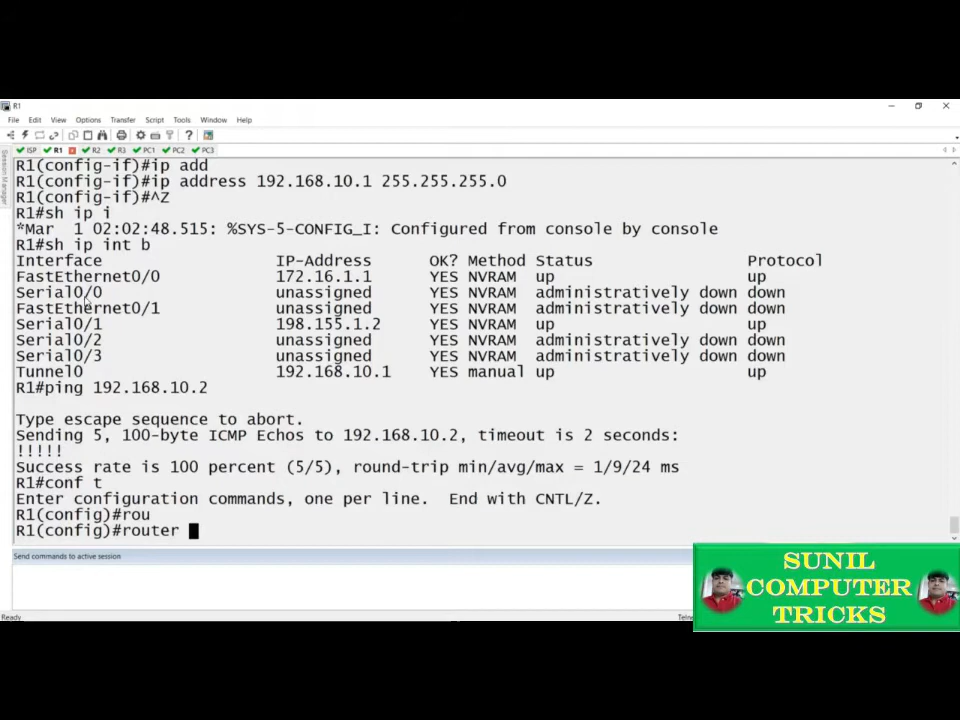 R1
File Edit View Options Transfer Script Tools Window Help
ISP R1 R2 R3 PC1 PC2 PC3
Session Manager
R1(config-if)#ip add
R1(config-if)#ip address 192.168.10.1 255.255.255.0
R1(config-if)#^Z
R1#sh ip i
*Mar  1 02:02:48.515: %SYS-5-CONFIG_I: Configured from console by console
R1#sh ip int b
Interface IP-Address OK? Method Status Protocol
FastEthernet0/0 172.16.1.1 YES NVRAM up up
Serial0/0 unassigned YES NVRAM administratively down down
FastEthernet0/1 unassigned YES NVRAM administratively down down
Serial0/1 198.155.1.2 YES NVRAM up up
Serial0/2 unassigned YES NVRAM administratively down down
Serial0/3 unassigned YES NVRAM administratively down down
Tunnel0 192.168.10.1 YES manual up up
R1#ping 192.168.10.2
Type escape sequence to abort.
Sending 5, 100-byte ICMP Echos to 192.168.10.2, timeout is 2 seconds:
!!!!!
Success rate is 100 percent (5/5), round-trip min/avg/max = 1/9/24 ms
R1#conf t
Enter configuration commands, one per line.  End with CNTL/Z.
R1(config)#rou
R1(config)#router
Send commands to active session
Ready
SUNIL
COMPUTER
TRICKS